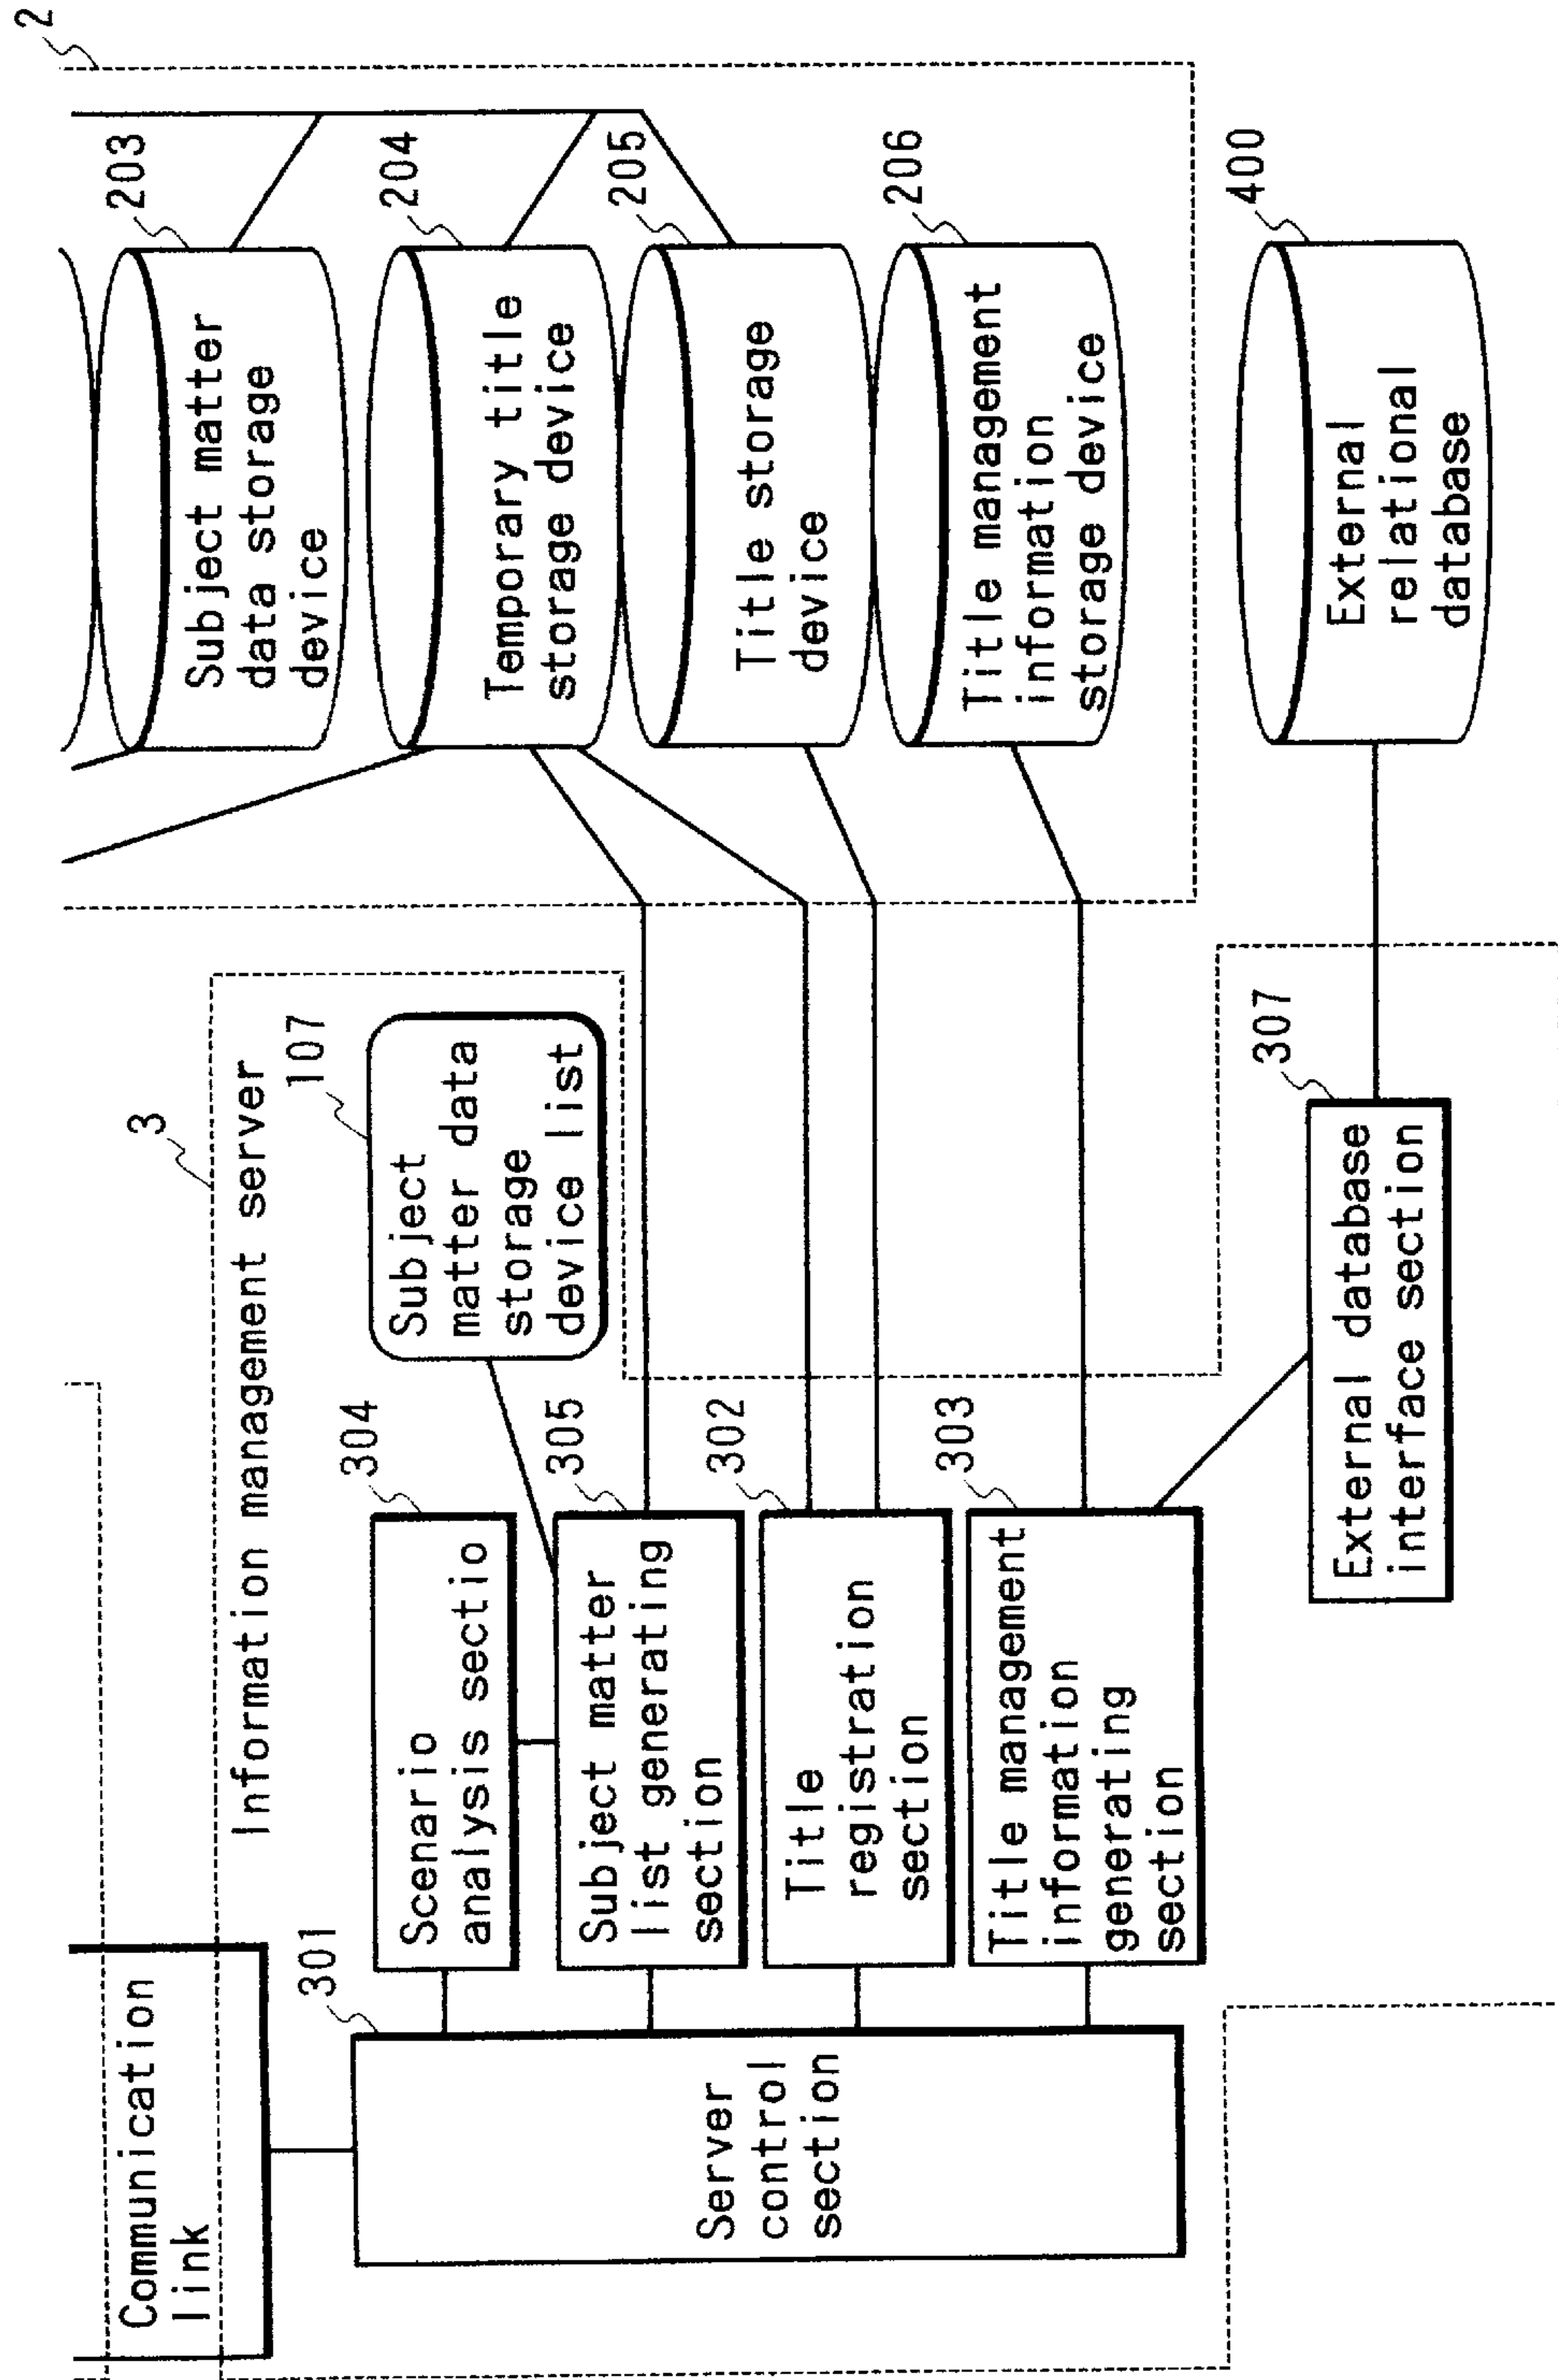 2
203
Subject matter
data storage
device
204
Temporary title
storage device
205
Title storage
device
206
Title management
information
storage device
400
External
relational
database
3
Information management server
107
Subject
matter data
storage
device list
304
Scenario
analysis sectio
305
Subject matter
list generating
section
302
Title
registration
section
303
Title management
information
generating
section
307
External database
interface section
301
Server
control
section
Communication
link